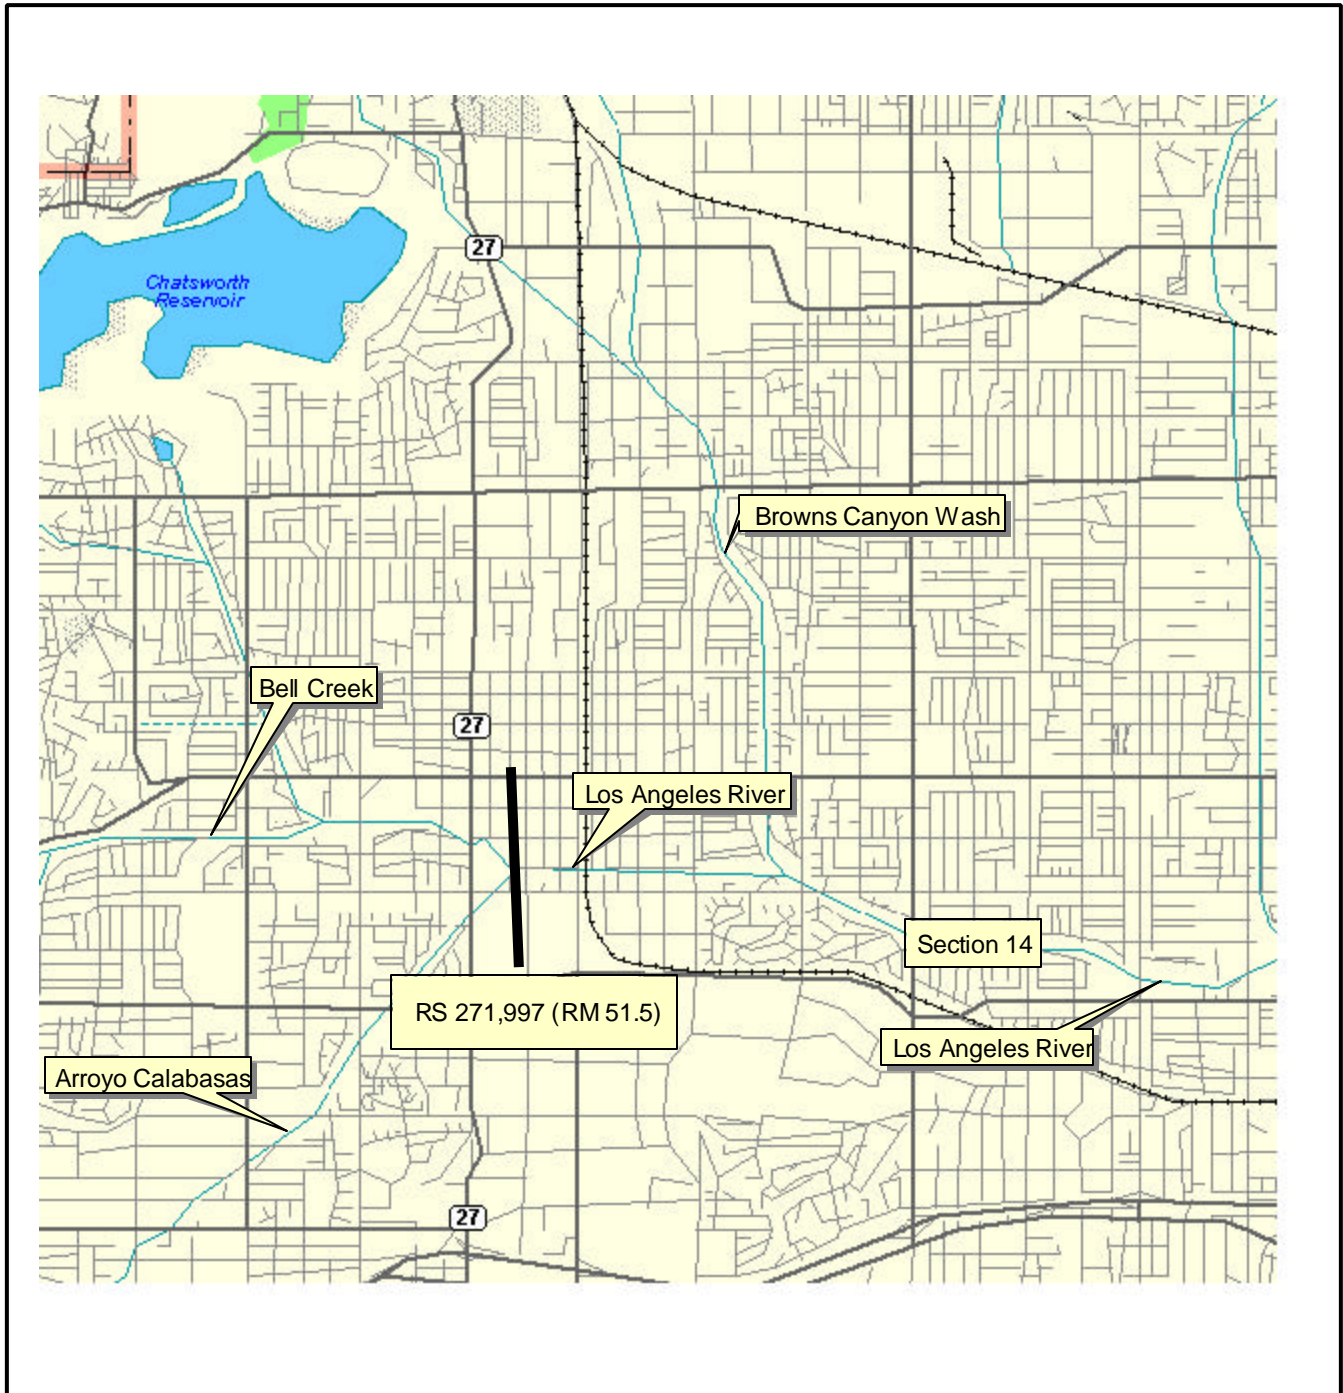 27
Chatsworth
Reservoir
Browns Canyon Wash
Bell Creek
27
Los Angeles River
Section 14
RS 271,997 (RM 51.5)
Los Angeles River
Arroyo Calabasas
27